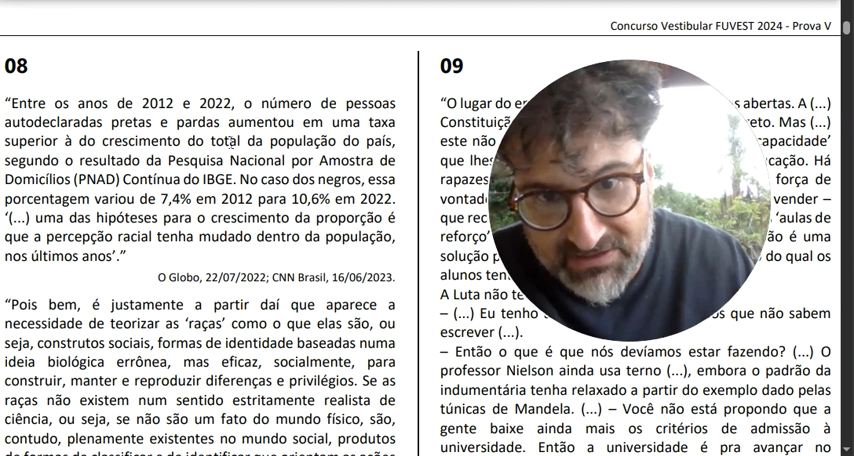 Concurso Vestibular FUVEST 2024 - Prova V
08
“Entre os anos de 2012 e 2022, o número de pessoas
autodeclaradas pretas e pardas aumentou em uma taxa
superior à do crescimento do total da população do país,
segundo o resultado da Pesquisa Nacional por Amostra de
Domicílios (PNAD) Contínua do IBGE. No caso dos negros, essa
porcentagem variou de 7,4% em 2012 para 10,6% em 2022.
‘(...) uma das hipóteses para o crescimento da proporção é
que a percepção racial tenha mudado dentro da população,
nos últimos anos’.”
O Globo, 22/07/2022; CNN Brasil, 16/06/2023.
“Pois bem, é justamente a partir daí que aparece a
necessidade de teorizar as ‘raças’ como o que elas são, ou
seja, construtos sociais, formas de identidade baseadas numa
ideia biológica errônea, mas eficaz, socialmente, para
construir, manter e reproduzir diferenças e privilégios. Se as
raças não existem num sentido estritamente realista de
ciência, ou seja, se não são um fato do mundo físico, são,
contudo, plenamente existentes no mundo social, produtos
09
“O lugar do abertas. A (...)
Mas (...)
este não capacidade’
que lhes Há
rapazes força de
vender –
que ‘aulas de
reforço’ é uma
solução do qual os
alunos
A Luta não
– (...) Eu tenho que não sabem
escrever (...).
– Então o que é que nós devíamos estar fazendo? (...) O
professor Nielson ainda usa terno (...), embora o padrão da
indumentária tenha relaxado a partir do exemplo dado pelas
túnicas de Mandela. (...) – Você não está propondo que a
gente baixe ainda mais os critérios de admissão à
universidade. Então a universidade é pra avançar no